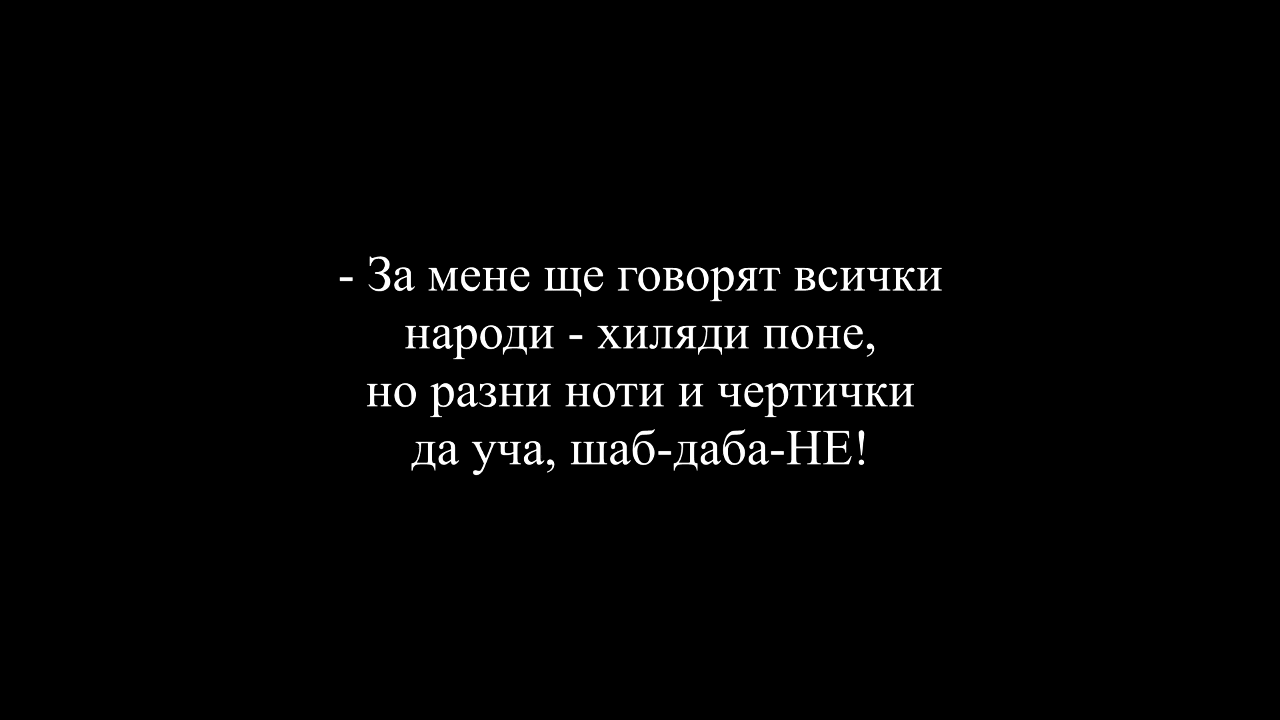 - За мене ще говорят всички
народи - хиляди поне,
но разни ноти и чертички
да уча, шаб-даба-НЕ!